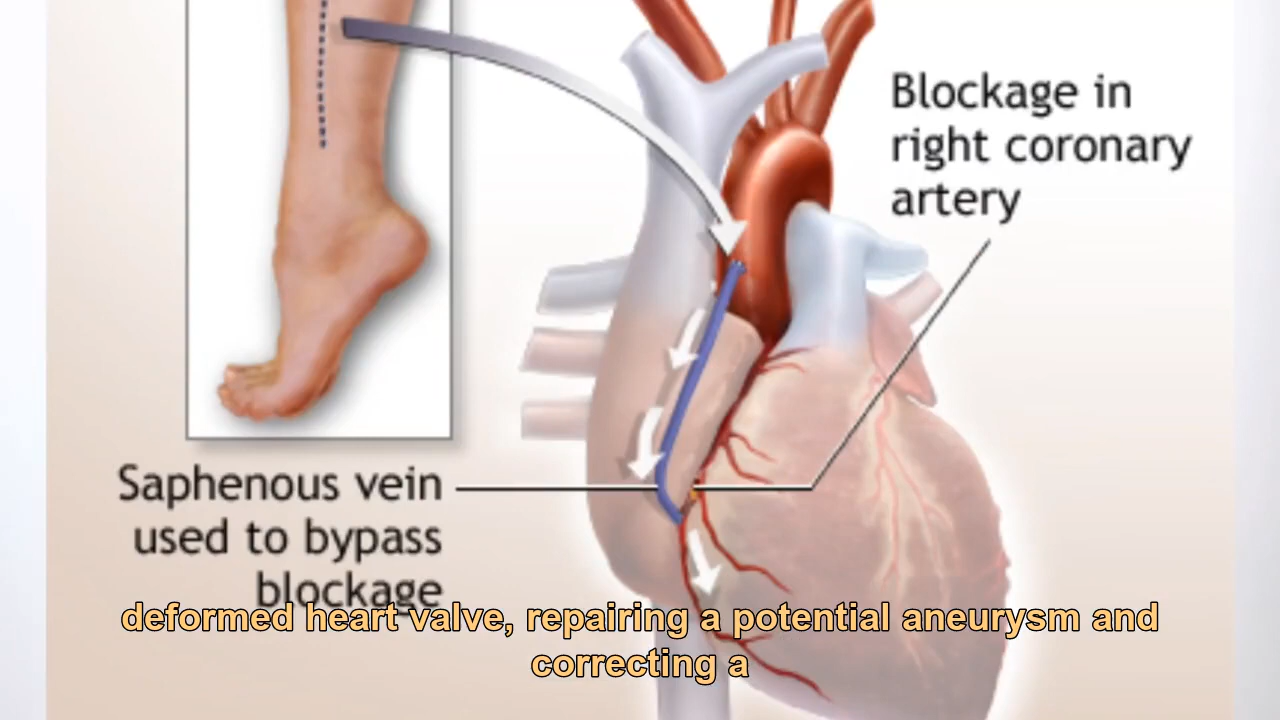 Blockage in
right coronary
artery
Saphenous vein
used to bypass
blockage
deformed heart valve, repairing a potential aneurysm and
correcting a